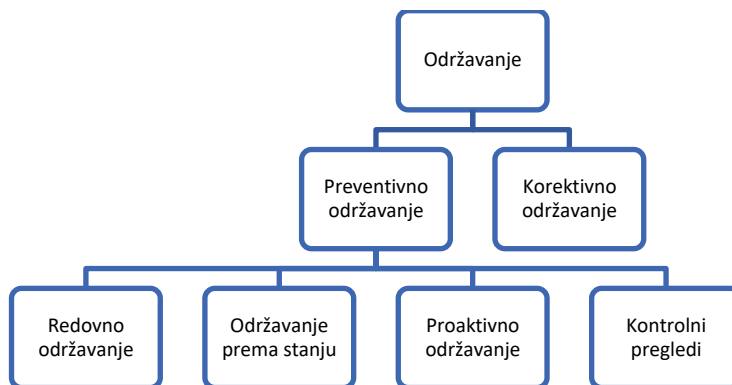 Održavanje
Preventivno
održavanje
Korektivno
održavanje
Redovno
održavanje
Održavanje
prema stanju
Proaktivno
održavanje
Kontrolni
pregledi